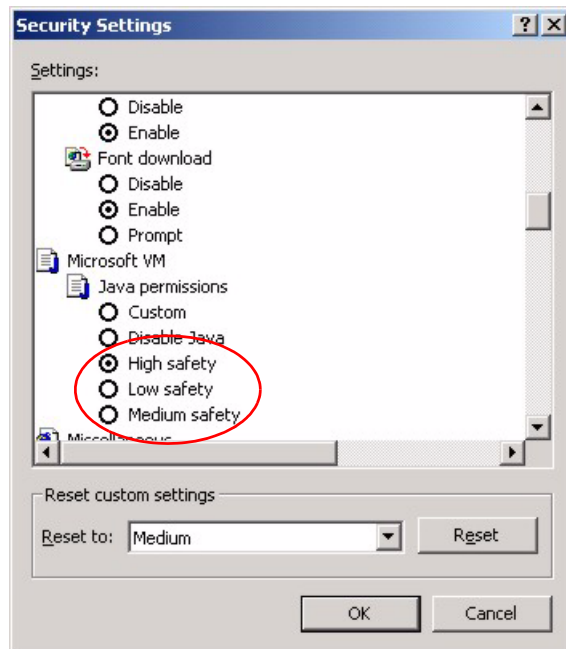 Security Settings
Settings:
Disable
Enable
Font download
Disable
Enable
Prompt
Microsoft VM
Java permissions
Custom
Disable Java
High safety
Low safety
Medium safety
Miscellaneous
Reset custom settings
Reset to: Medium Reset
OK Cancel